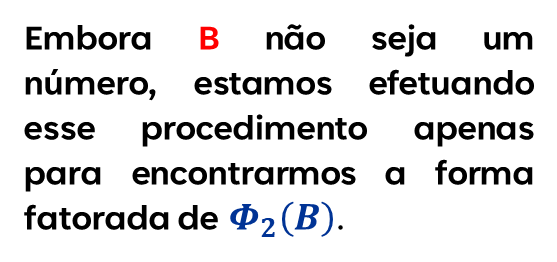 Embora B não seja um
número, estamos efetuando
esse procedimento apenas
para encontrarmos a forma
fatorada de Φ₂(B).